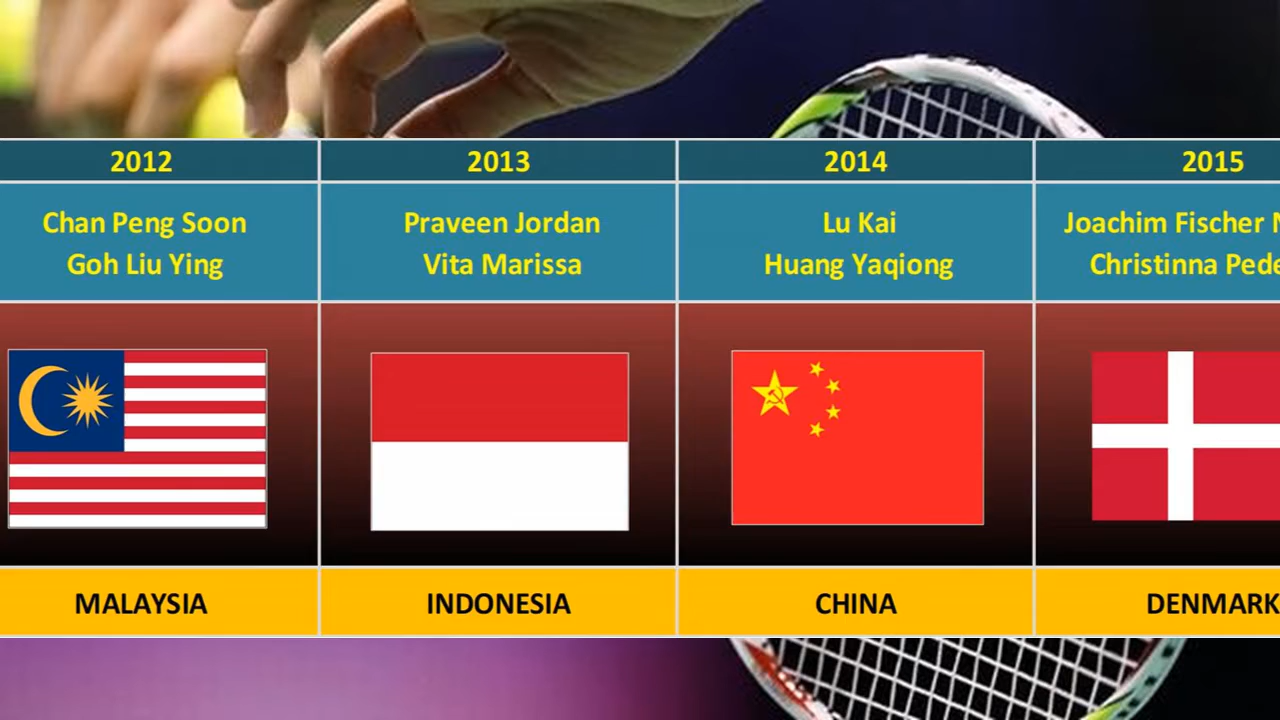 2012
Chan Peng Soon
Goh Liu Ying
MALAYSIA
2013
Praveen Jordan
Vita Marissa
INDONESIA
2014
Lu Kai
Huang Yaqiong
CHINA
2015
Joachim Fischer
Christinna
DENMARK